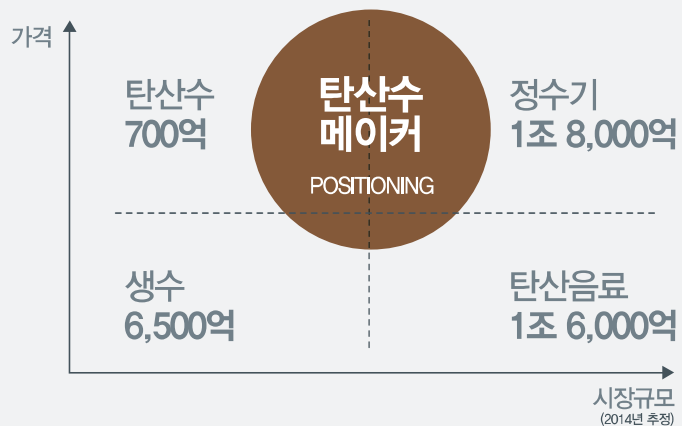 가격
탄산수
700억
탄산수
메이커
POSITIONING
정수기
1조 8,000억
생수
6,500억
탄산음료
1조 6,000억
시장규모
(2014년 추정)